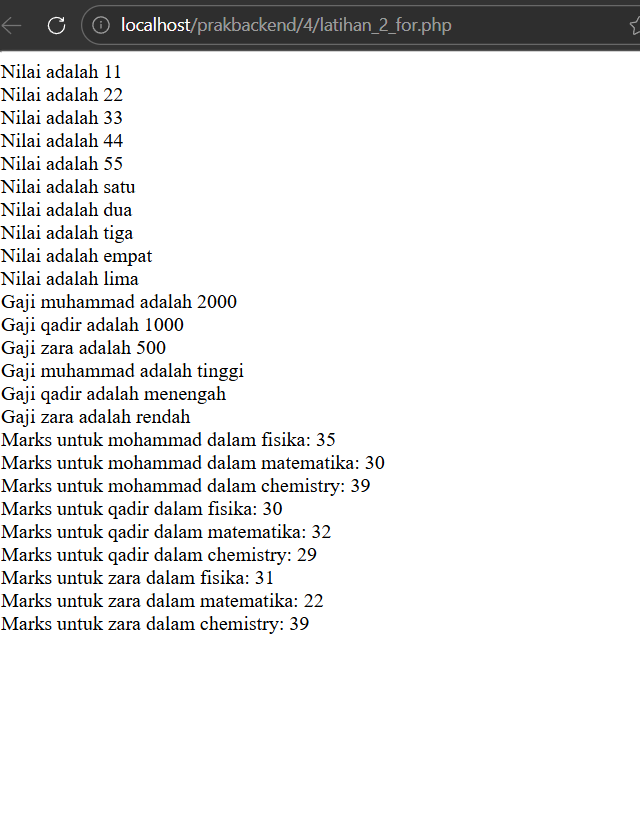 localhost/prakbackend/4/latihan_2_for.php
Nilai adalah 11
Nilai adalah 22
Nilai adalah 33
Nilai adalah 44
Nilai adalah 55
Nilai adalah satu
Nilai adalah dua
Nilai adalah tiga
Nilai adalah empat
Nilai adalah lima
Gaji muhammad adalah 2000
Gaji qadir adalah 1000
Gaji zara adalah 500
Gaji muhammad adalah tinggi
Gaji qadir adalah menengah
Gaji zara adalah rendah
Marks untuk mohammad dalam fisika: 35
Marks untuk mohammad dalam matematika: 30
Marks untuk mohammad dalam chemistry: 39
Marks untuk qadir dalam fisika: 30
Marks untuk qadir dalam matematika: 32
Marks untuk qadir dalam chemistry: 29
Marks untuk zara dalam fisika: 31
Marks untuk zara dalam matematika: 22
Marks untuk zara dalam chemistry: 39